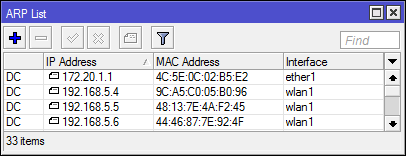 ARP List
Find
IP Address MAC Address Interface
DC 172.20.1.1 4C:5E:0C:02:B5:E2 ether1
DC 192.168.5.4 9C:A5:C0:05:B0:96 wlan1
DC 192.168.5.5 48:13:7E:4A:F2:45 wlan1
DC 192.168.5.6 44:46:87:7E:92:4F wlan1
33 items